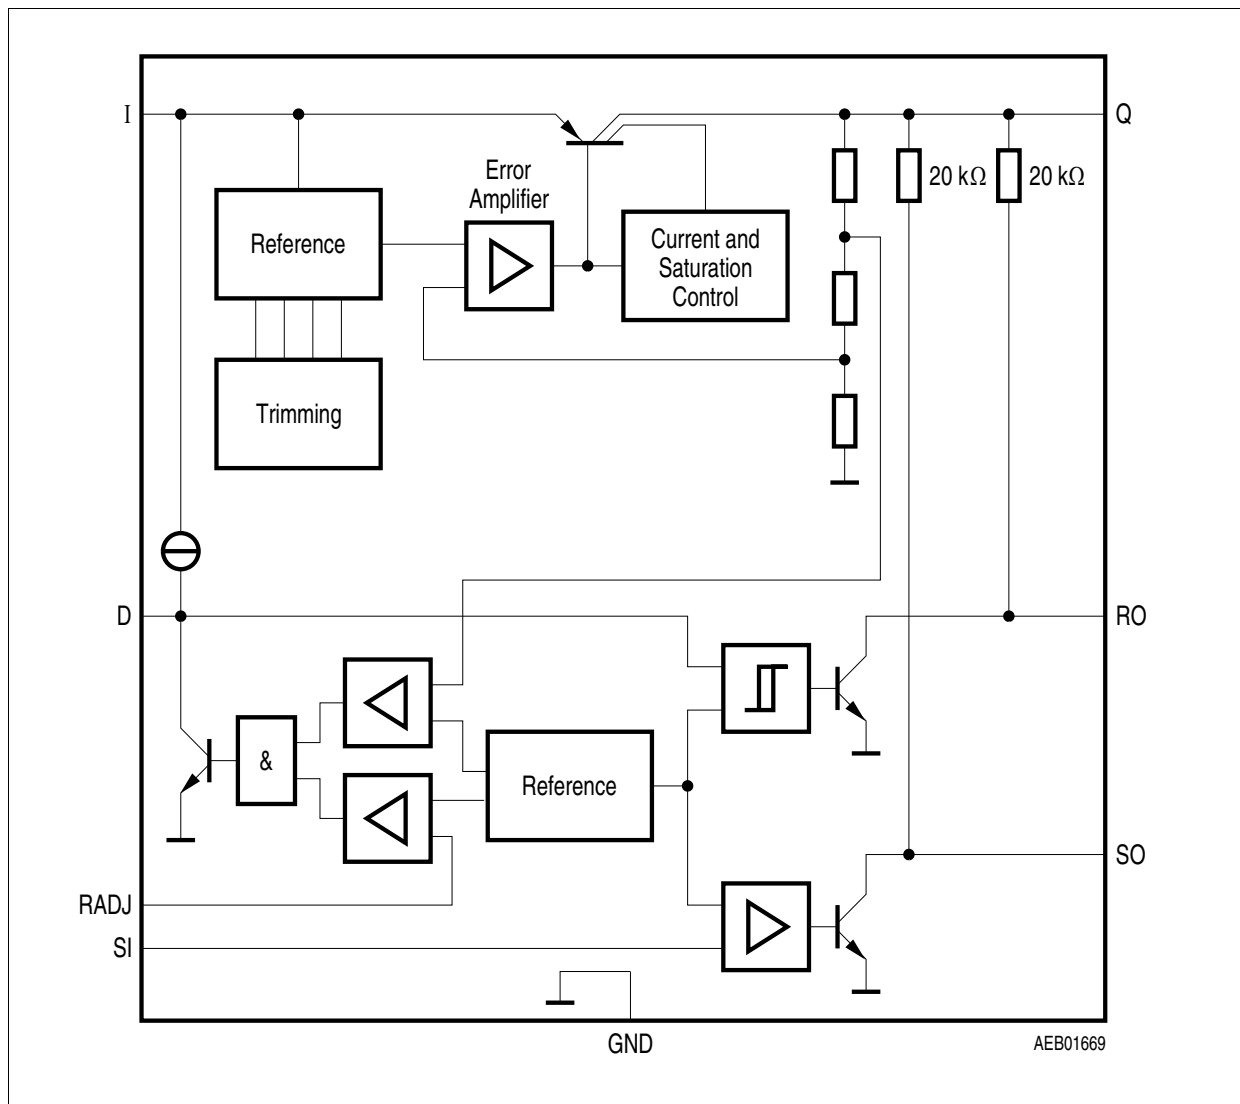 I
Q
Error
Amplifier
20 kΩ
20 kΩ
Reference
Current and
Saturation
Control
Trimming
D
RO
&
Reference
SO
RADJ
SI
GND
AEB01669